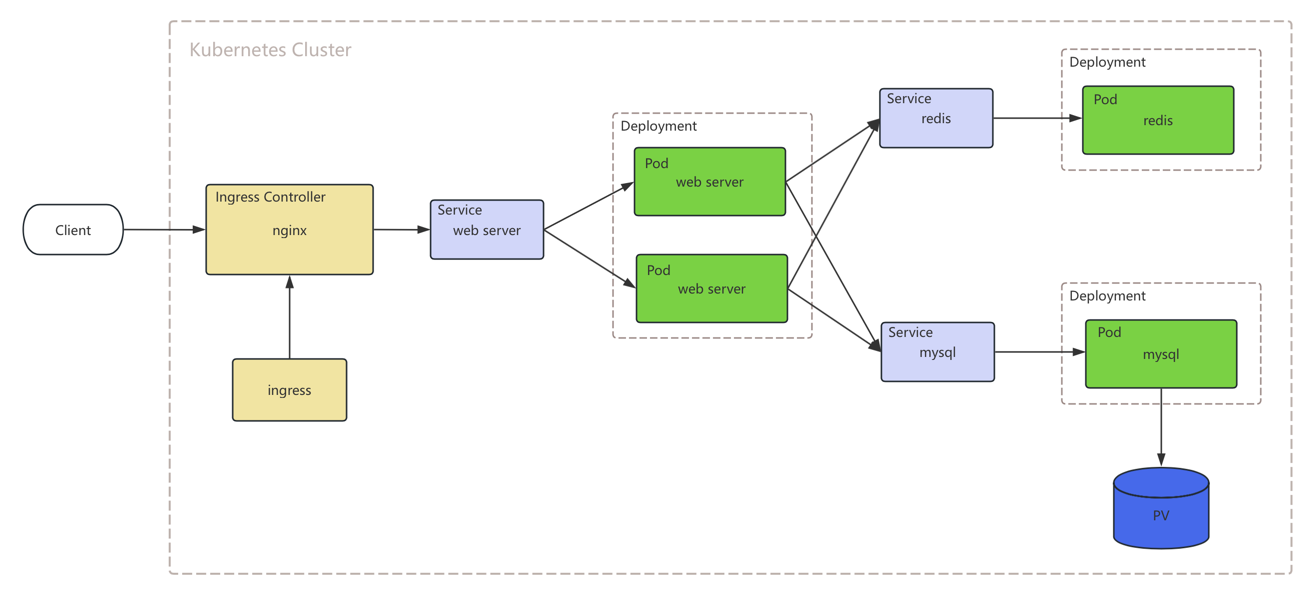 Kubernetes Cluster
Client
Ingress Controller
nginx
ingress
Service
web server
Deployment
Pod
web server
Pod
web server
Service
redis
Deployment
Pod
redis
Service
mysql
Deployment
Pod
mysql
PV